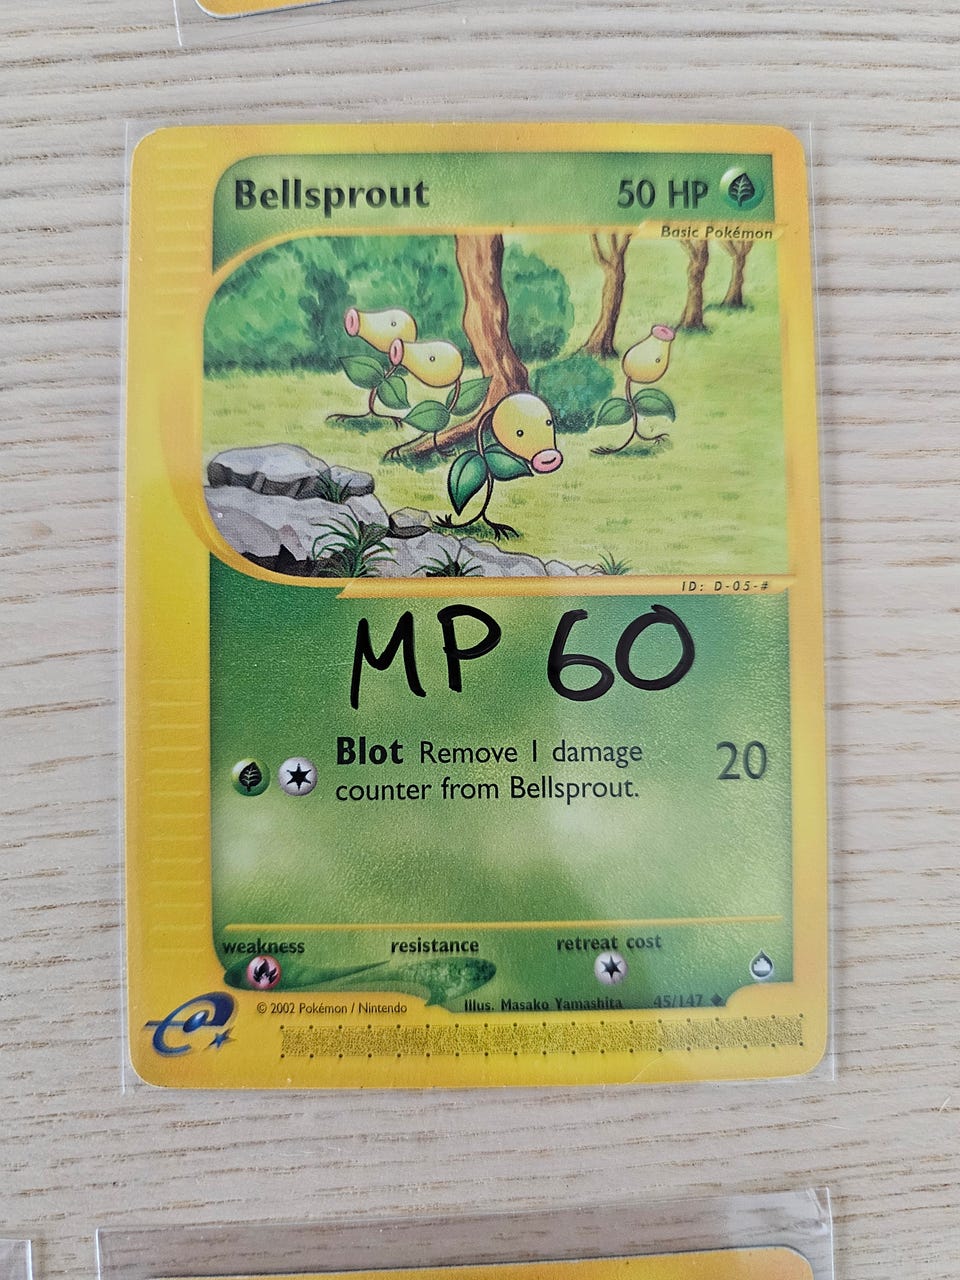 Bellsprout 50 HP
Basic Pokémon
ID: D-05-#
MP 60
Blot Remove 1 damage 20
counter from Bellsprout.
weakness resistance retreat cost
© 2002 Pokémon / Nintendo Illus. Masako Yamashita 45/147
e